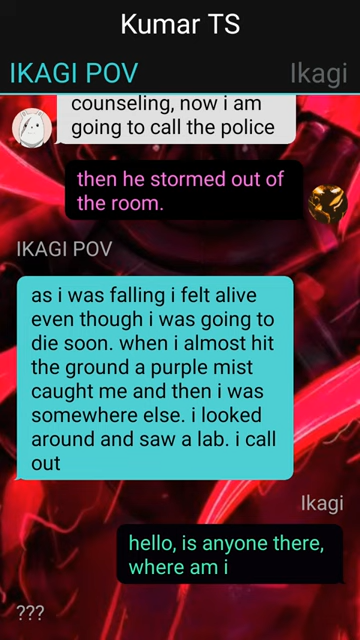 Kumar TS
IKAGI POV
Ikagi
counseling, now i am
going to call the police
then he stormed out of
the room.
IKAGI POV
as i was falling i felt alive
even though i was going to
die soon. when i almost hit
the ground a purple mist
caught me and then i was
somewhere else. i looked
around and saw a lab. i call
out
Ikagi
hello, is anyone there,
where am i
???